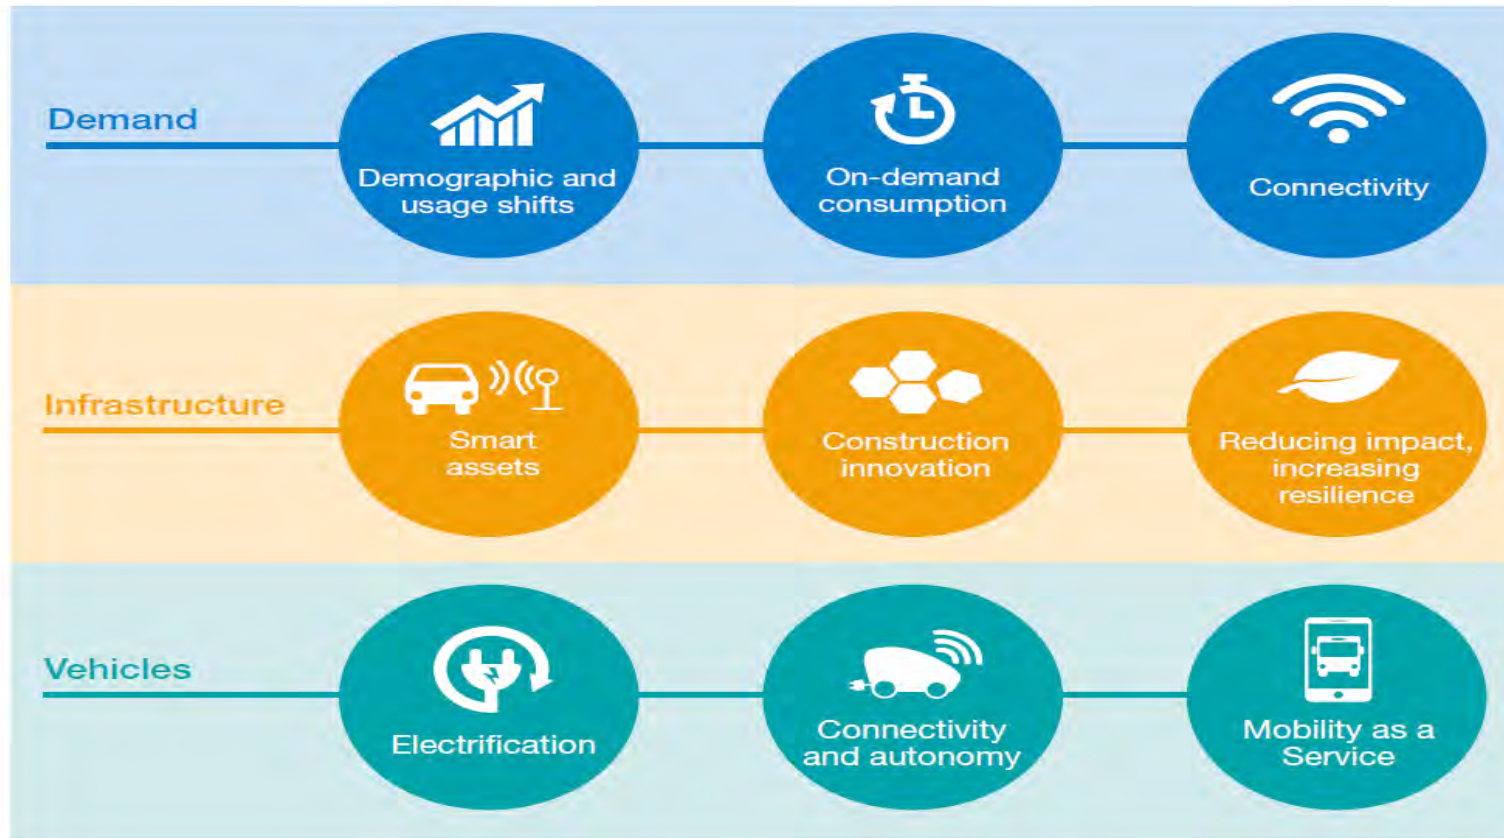 Demand
Demographic and
usage shifts
On-demand
consumption
Connectivity
Infrastructure
Smart
assets
Construction
innovation
Reducing impact,
increasing
resilience
Vehicles
Electrification
Connectivity
and autonomy
Mobility as a
Service